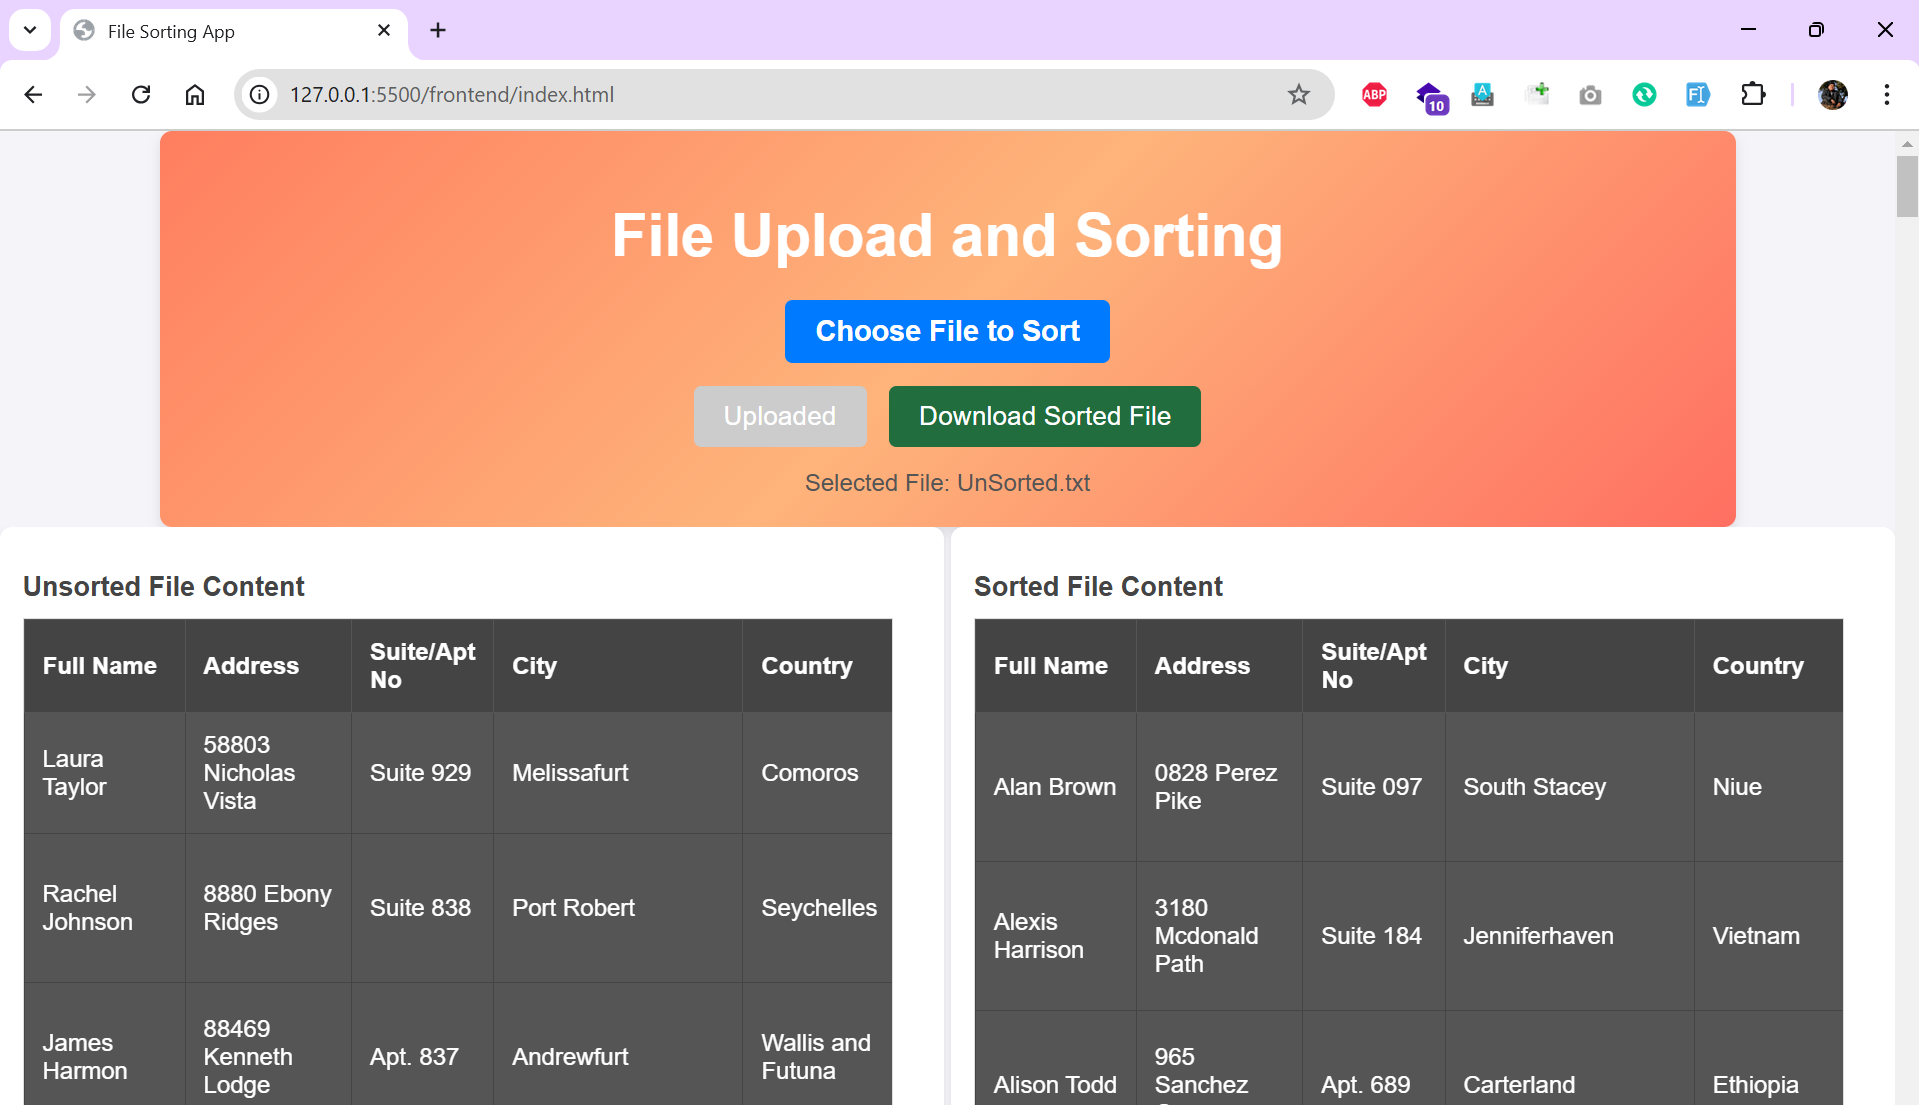 File Sorting App
127.0.0.1:5500/frontend/index.html
ABP
10
A
FI
File Upload and Sorting
Choose File to Sort
Uploaded
Download Sorted File
Selected File: UnSorted.txt
Unsorted File Content
Full Name
Address
Suite/Apt
No
City
Country
Laura
Taylor
58803
Nicholas
Vista
Suite 929
Melissafurt
Comoros
Rachel
Johnson
8880 Ebony
Ridges
Suite 838
Port Robert
Seychelles
James
Harmon
88469
Kenneth
Lodge
Apt. 837
Andrewfurt
Wallis and
Futuna
Sorted File Content
Full Name
Address
Suite/Apt
No
City
Country
Alan Brown
0828 Perez
Pike
Suite 097
South Stacey
Niue
Alexis
Harrison
3180
Mcdonald
Path
Suite 184
Jenniferhaven
Vietnam
Alison Todd
965
Sanchez
Apt. 689
Carterland
Ethiopia